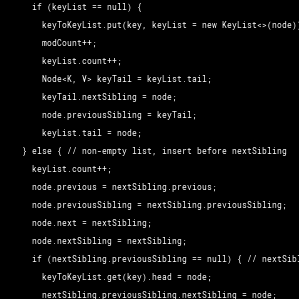 if (keyList == null) {
keyToKeyList.put(key, keyList = new KeyList<>(node)
modCount++;
keyList.count++;
Node<K, V> keyTail = keyList.tail;
keyTail.nextSibling = node;
node.previousSibling = keyTail;
keyList.tail = node;
} else { // non-empty list, insert before nextSibling
keyList.count++;
node.previous = nextSibling.previous;
node.previousSibling = nextSibling.previousSibling;
node.next = nextSibling;
node.nextSibling = nextSibling;
if (nextSibling.previousSibling == null) { // nextSibl
keyToKeyList.get(key).head = node;
nextSibling.previousSibling.nextSibling = node;